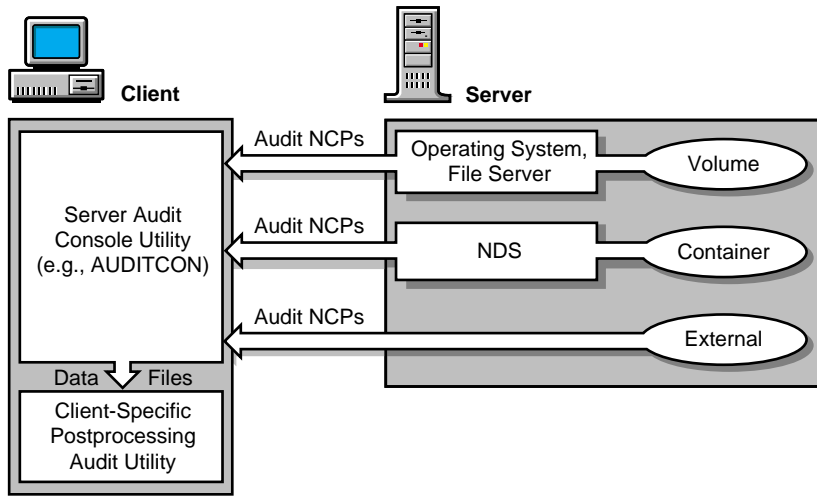 Client
Server
Audit NCPs
Operating System,
File Server
Volume
Server Audit
Console Utility
(e.g., AUDITCON)
Audit NCPs
NDS
Container
Audit NCPs
External
Data Files
Client-Specific
Postprocessing
Audit Utility